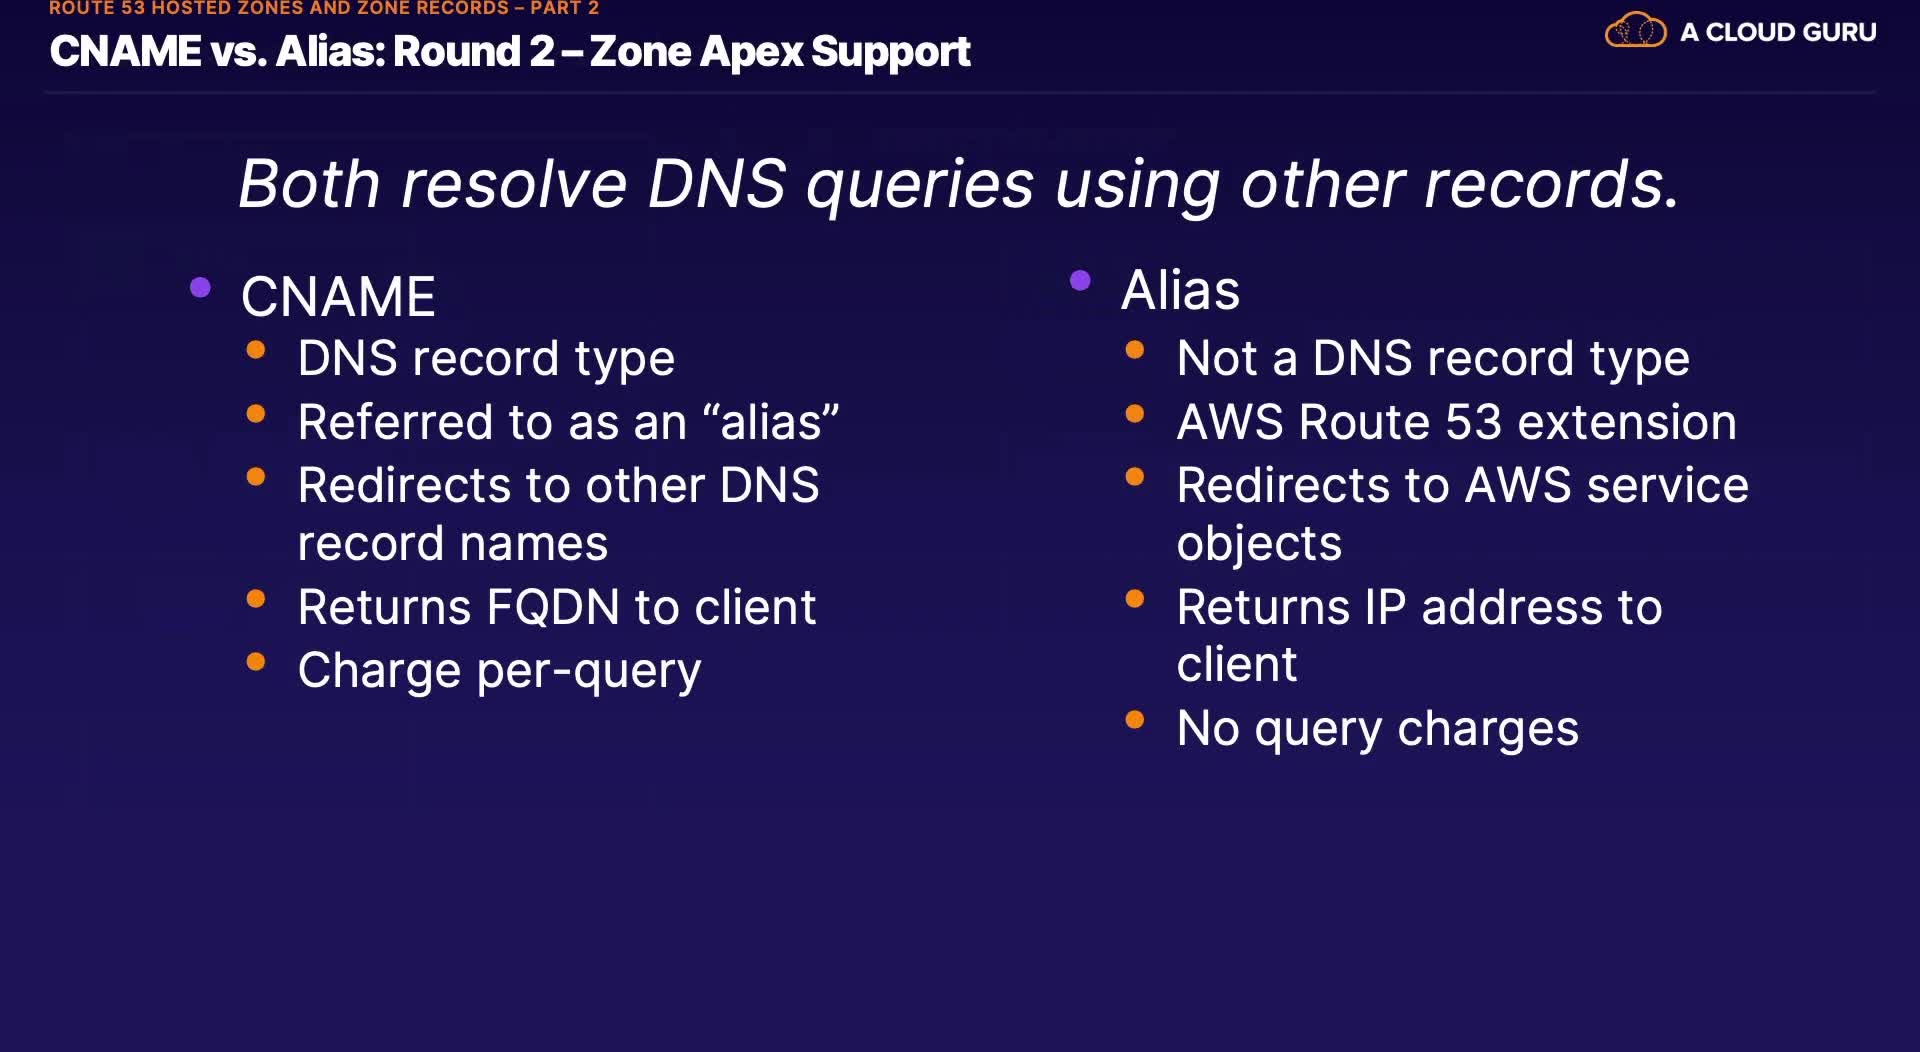 ROUTE 53 HOSTED ZONES AND ZONE RECORDS – PART 2
CNAME vs. Alias: Round 2 – Zone Apex Support
A CLOUD GURU
Both resolve DNS queries using other records.
CNAME
DNS record type
Referred to as an “alias”
Redirects to other DNS
record names
Returns FQDN to client
Charge per-query
Alias
Not a DNS record type
AWS Route 53 extension
Redirects to AWS service
objects
Returns IP address to
client
No query charges